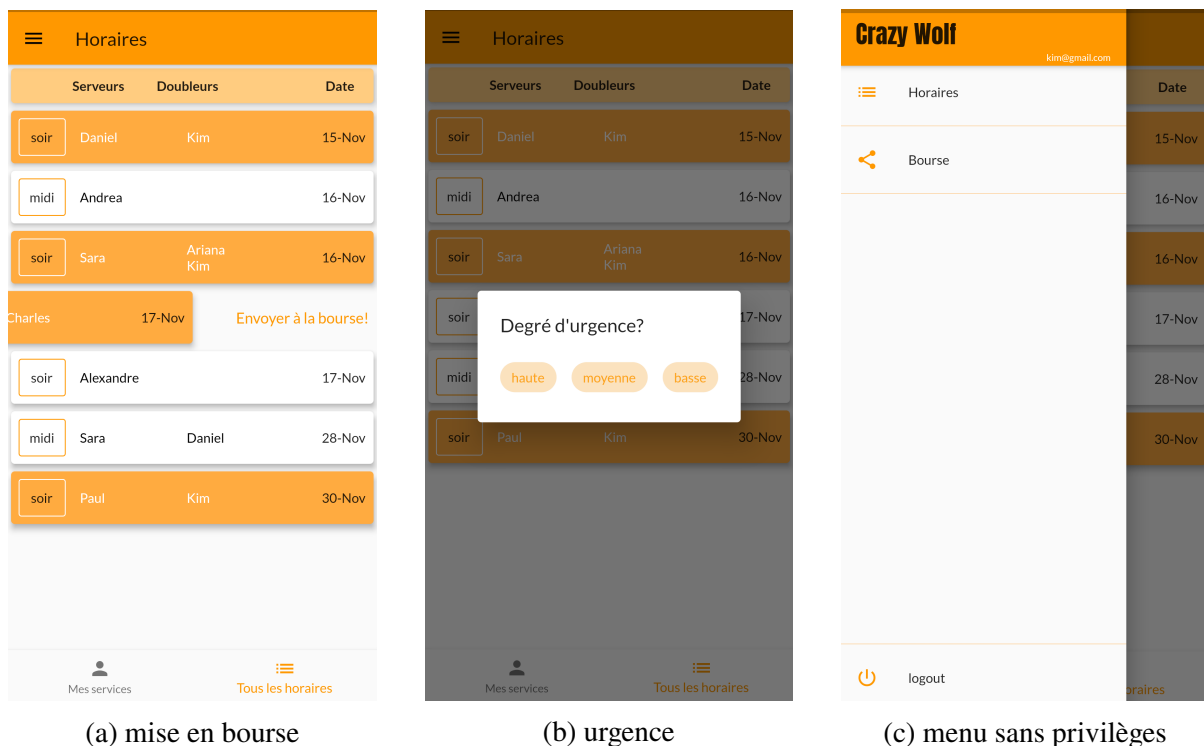 Horaires
Serveurs Doubleurs Date
soir Daniel Kim 15-Nov
midi Andrea 16-Nov
soir Sara Ariana Kim 16-Nov
Charles 17-Nov Envoyer à la bourse!
soir Alexandre 17-Nov
midi Sara Daniel 28-Nov
soir Paul Kim 30-Nov
Mes services Tous les horaires
(a) mise en bourse
Horaires
Serveurs Doubleurs Date
soir Daniel Kim 15-Nov
midi Andrea 16-Nov
soir Sara Ariana Kim 16-Nov
soir 17-Nov
midi 28-Nov
soir Paul Kim 30-Nov
Degré d'urgence?
haute moyenne basse
Mes services Tous les horaires
(b) urgence
Crazy Wolf
kim@gmail.com
Horaires
Bourse
logout
Date
15-Nov
16-Nov
16-Nov
17-Nov
28-Nov
30-Nov
oraires
(c) menu sans privilèges